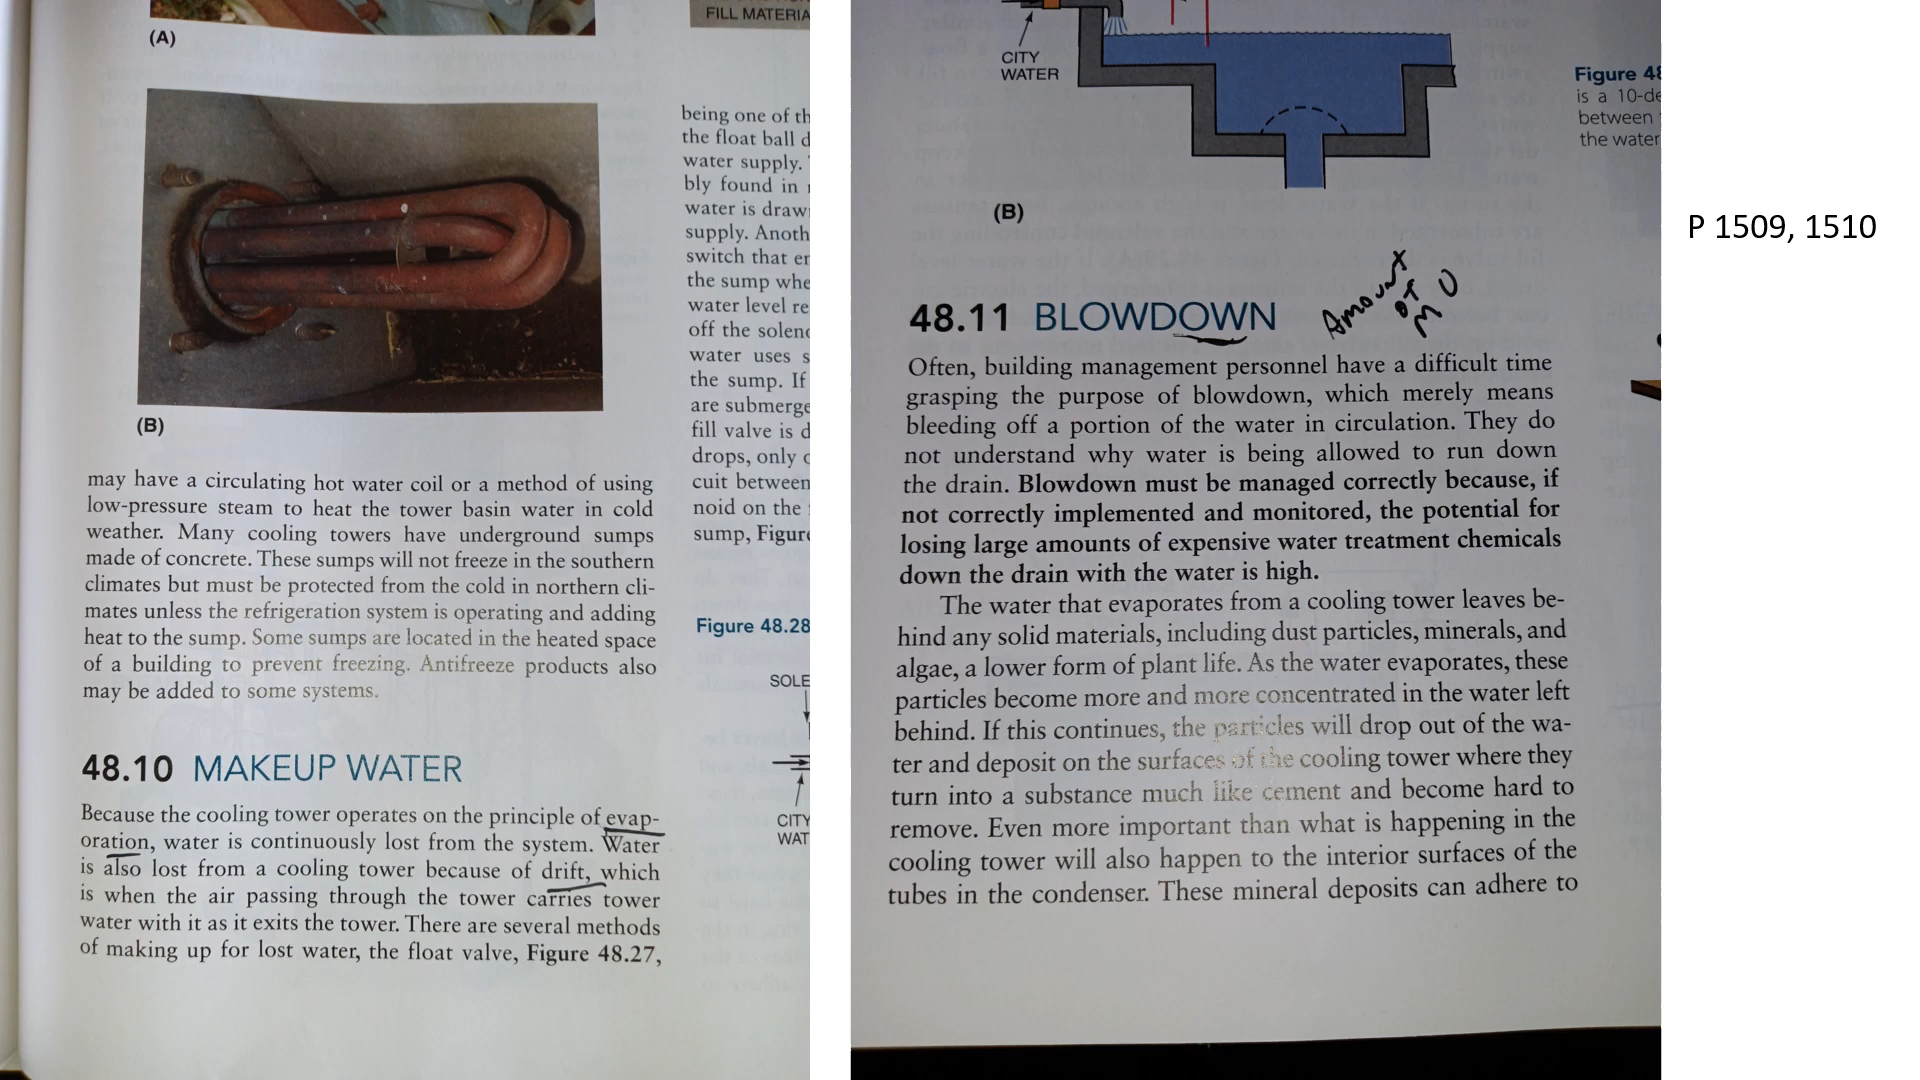 FILL MATERIA
(A)
(B)
may have a circulating hot water coil or a method of using
low-pressure steam to heat the tower basin water in cold
weather. Many cooling towers have underground sumps
made of concrete. These sumps will not freeze in the southern
climates but must be protected from the cold in northern cli-
mates unless the refrigeration system is operating and adding
heat to the sump. Some sumps are located in the heated space
of a building to prevent freezing. Antifreeze products also
may be added to some systems.
48.10 MAKEUP WATER
Because the cooling tower operates on the principle of evap-
oration, water is continuously lost from the system. Water
is also lost from a cooling tower because of drift, which
is when the air passing through the tower carries tower
water with it as it exits the tower. There are several methods
of making up for lost water, the float valve, Figure 48.27,
being one of th
the float ball d
water supply.
bly found in
water is draw
supply. Anoth
switch that en
the sump whe
water level re
off the soleno
water uses s
the sump. If
are submerge
fill valve is d
drops, only o
cuit between
noid on the
sump, Figure
Figure 48.28
SOLE
CITY
WAT
CITY
WATER
(B)
Figure 48
is a 10-de
between
the water
48.11 BLOWDOWN
Amount
of
M U
Often, building management personnel have a difficult time
grasping the purpose of blowdown, which merely means
bleeding off a portion of the water in circulation. They do
not understand why water is being allowed to run down
the drain. Blowdown must be managed correctly because, if
not correctly implemented and monitored, the potential for
losing large amounts of expensive water treatment chemicals
down the drain with the water is high.
The water that evaporates from a cooling tower leaves be-
hind any solid materials, including dust particles, minerals, and
algae, a lower form of plant life. As the water evaporates, these
particles become more and more concentrated in the water left
behind. If this continues, the particles will drop out of the wa-
ter and deposit on the surfaces of the cooling tower where they
turn into a substance much like cement and become hard to
remove. Even more important than what is happening in the
cooling tower will also happen to the interior surfaces of the
tubes in the condenser. These mineral deposits can adhere to
P 1509, 1510